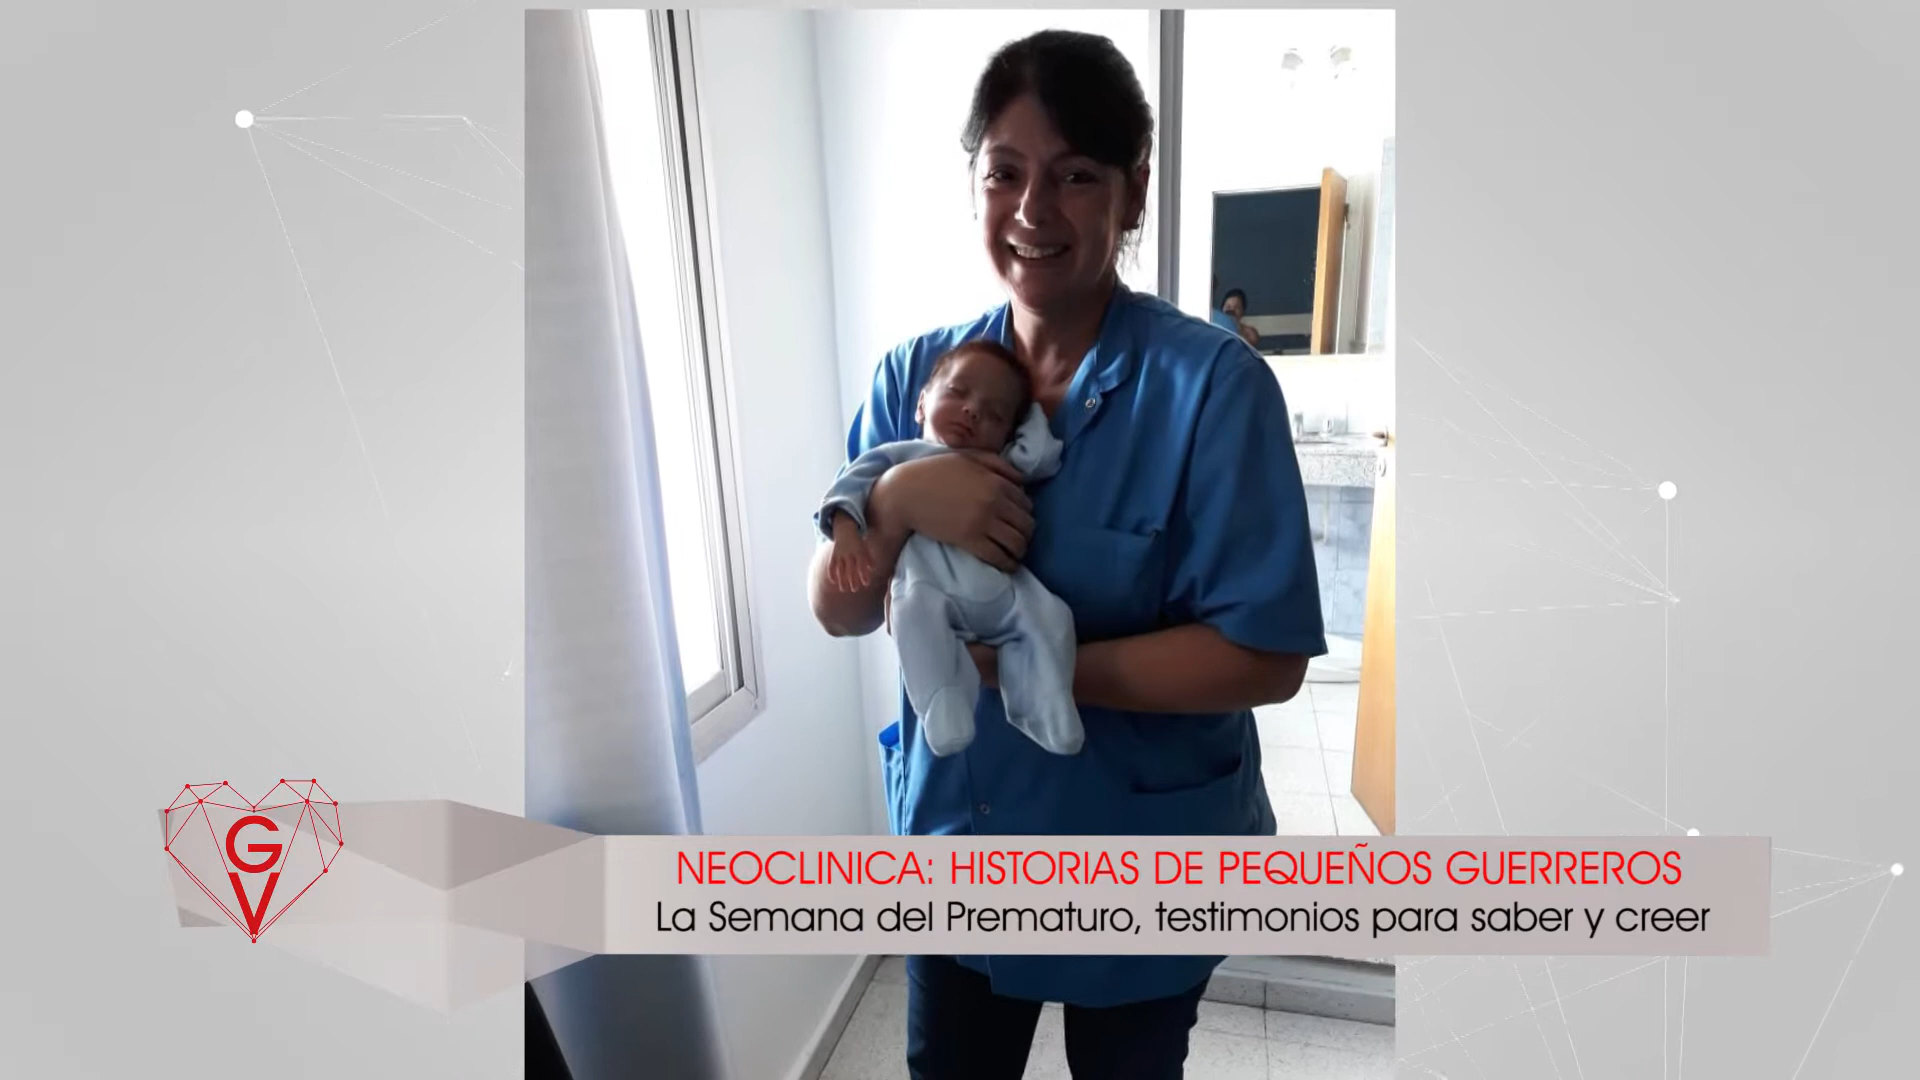 GV
NEOCLINICA: HISTORIAS DE PEQUEÑOS GUERREROS
La Semana del Prematuro, testimonios para saber y creer